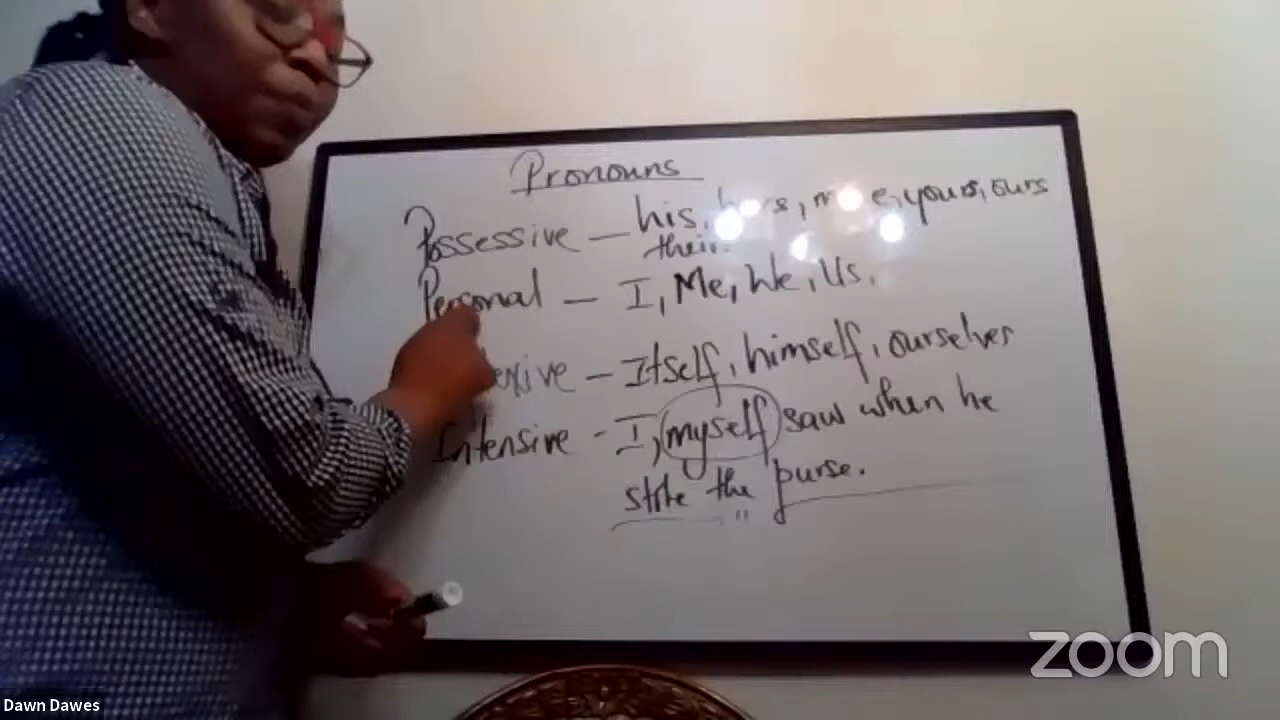 Pronouns
Possessive - his, yours, ours
their
Personal - I, Me, We, Us.
Itself, himself, ourselves
Intensive - I, myself saw when he
stole the purse.
zoom
Dawn Dawes